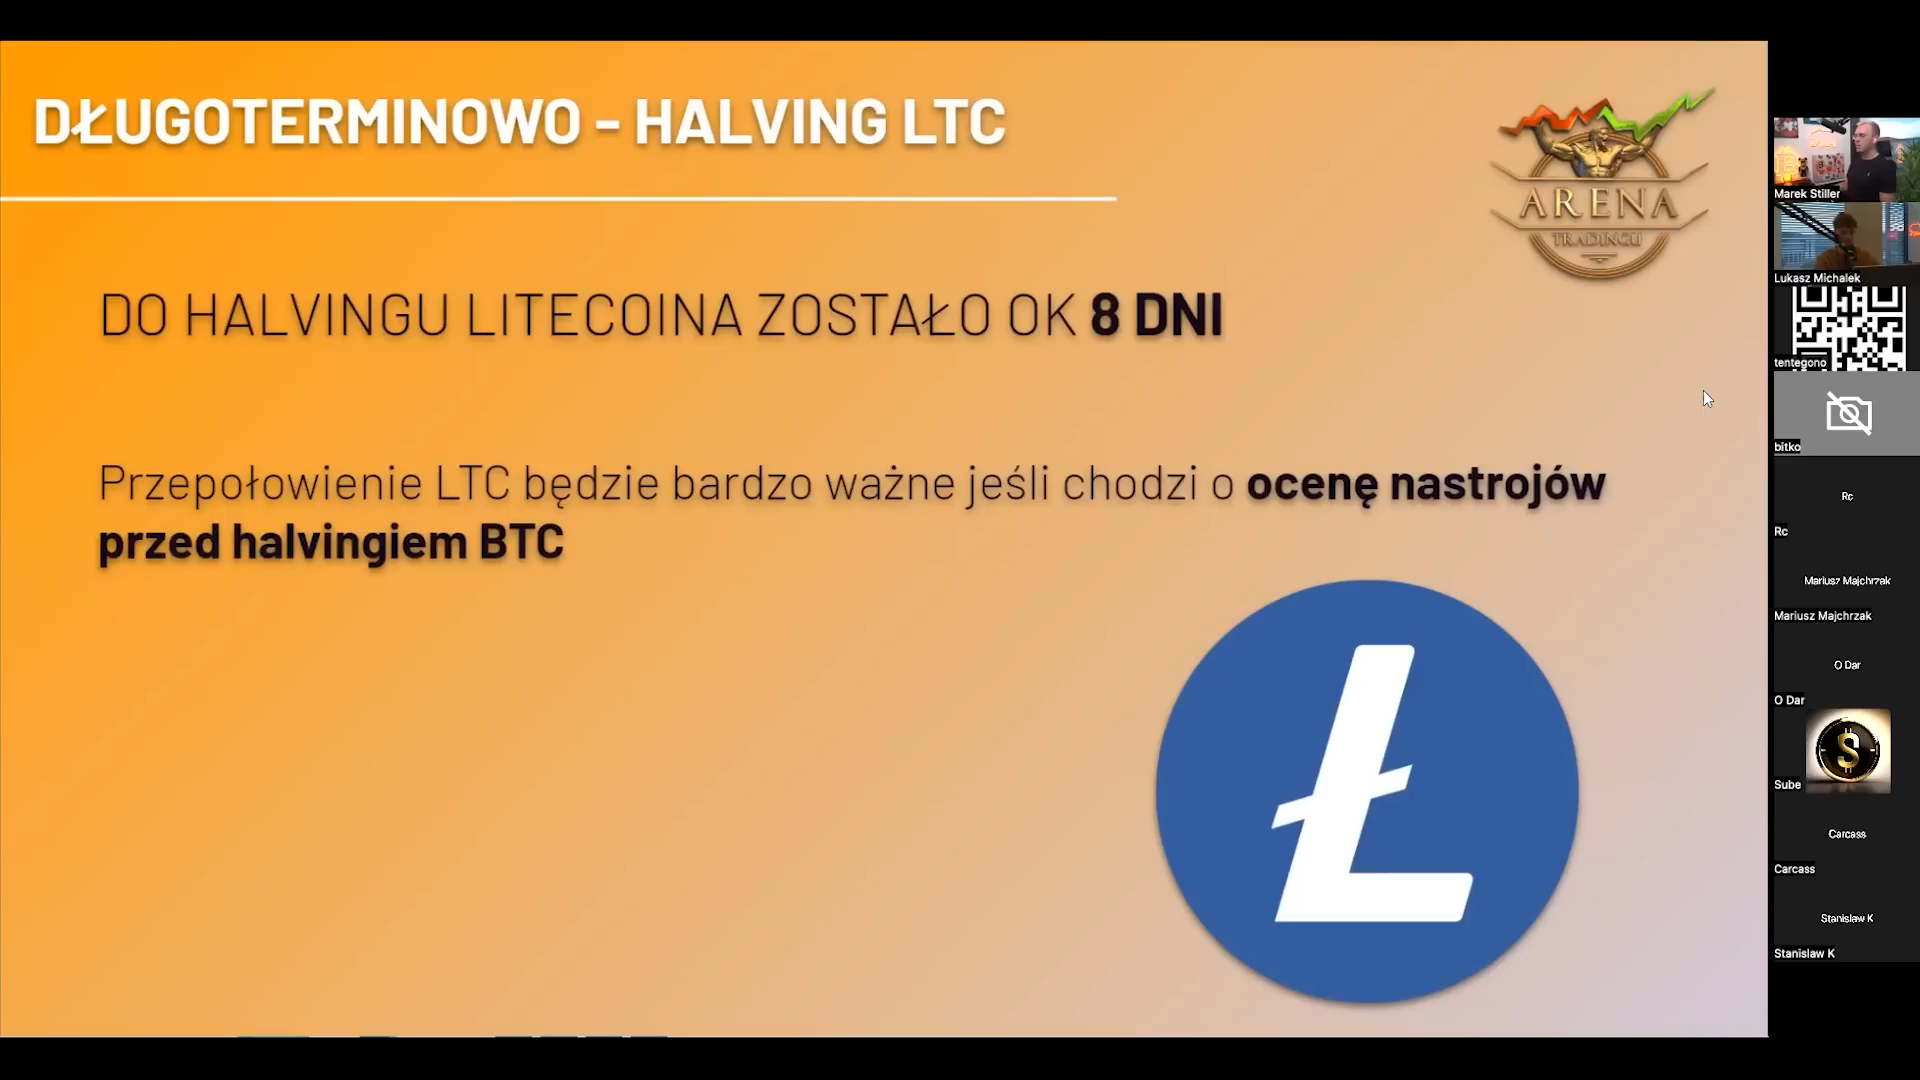 DŁUGOTERMINOWO - HALVING LTC
ARENA
TRADINGU
DO HALVINGU LITECOINA ZOSTAŁO OK 8 DNI
Przepołowienie LTC będzie bardzo ważne jeśli chodzi o ocenę nastrojów
przed halvingiem BTC
Marek Stiller
Lukasz Michalek
tentegono
bitko
Rc
Rc
Mariusz Majchrzak
Mariusz Majchrzak
O Dar
O Dar
Sube
Carcass
Carcass
Stanislaw K
Stanislaw K